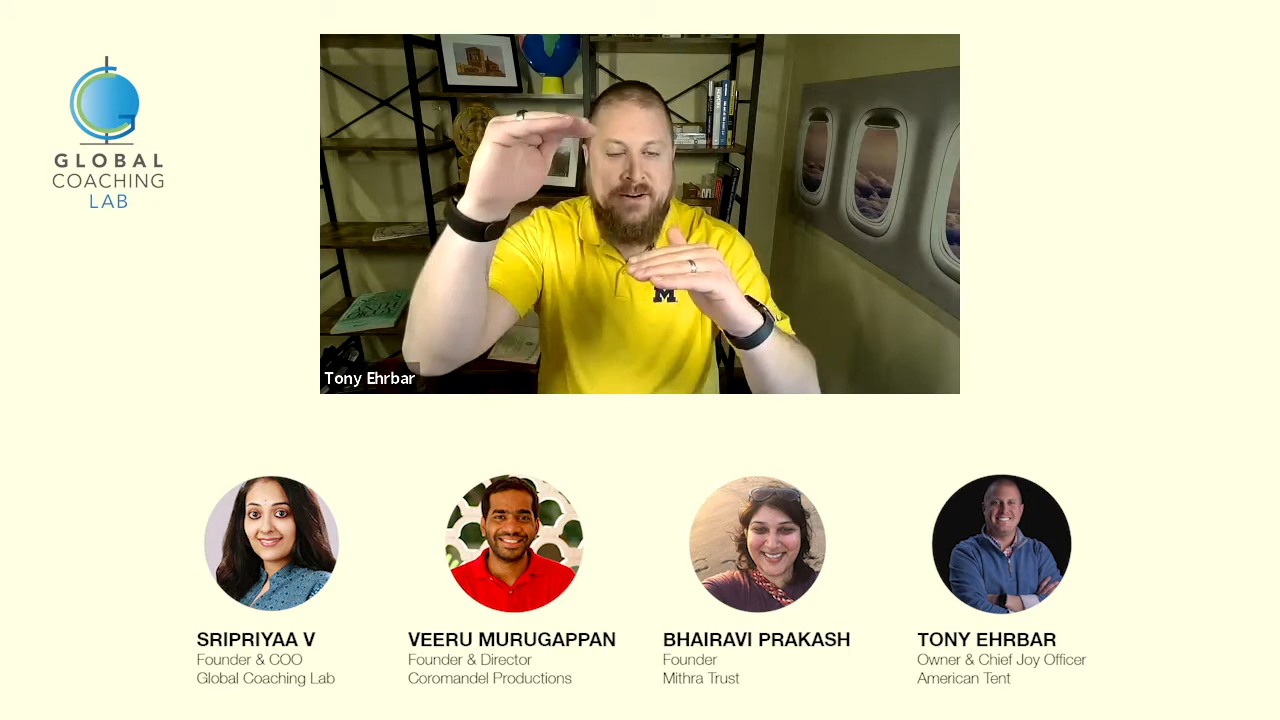 GLOBAL
COACHING
LAB
M
Tony Ehrbar
SRIPRIYAA V
Founder & COO
Global Coaching Lab
VEERU MURUGAPPAN
Founder & Director
Coromandel Productions
BHAIRAVI PRAKASH
Founder
Mithra Trust
TONY EHRBAR
Owner & Chief Joy Officer
American Tent